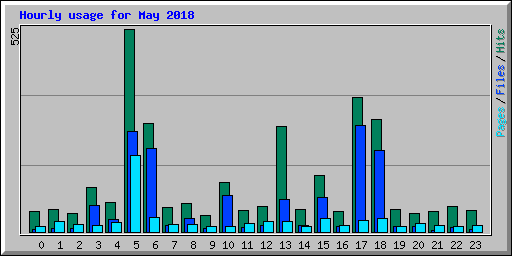 Hourly usage for May 2018
525
Pages/Files/Hits
0 1 2 3 4 5 6 7 8 9 10 11 12 13 14 15 16 17 18 19 20 21 22 23